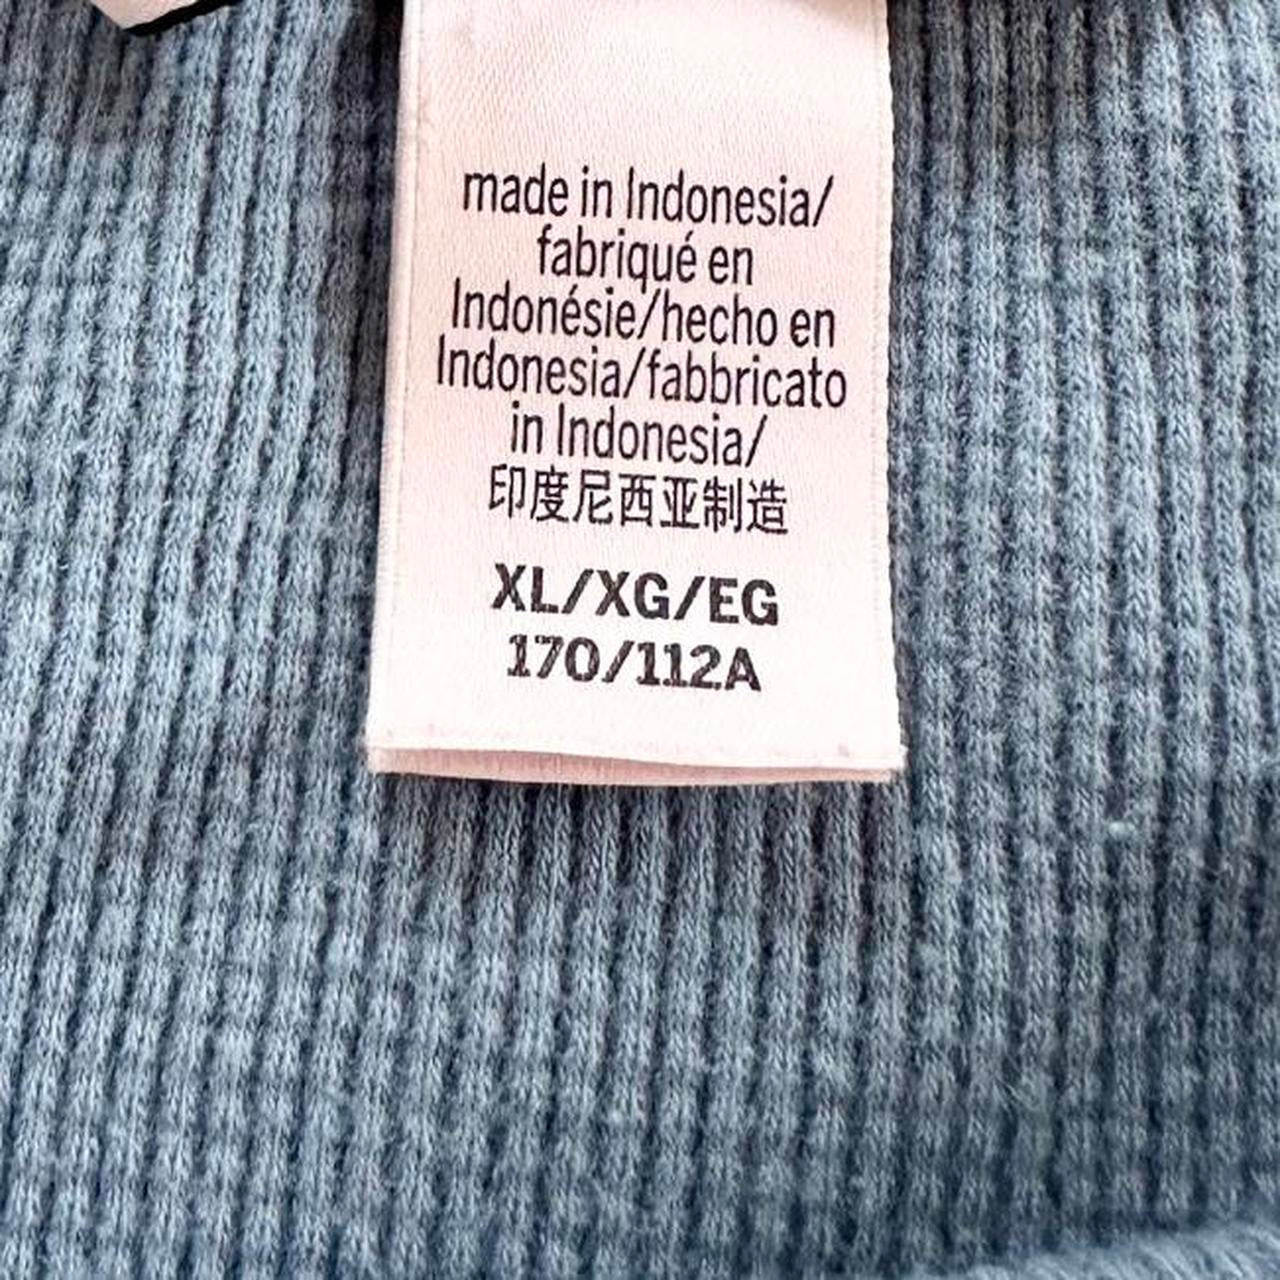 made in Indonesia/
fabriqué en
Indonésie/hecho en
Indonesia/fabbricato
in Indonesia/
印度尼西亚制造
XL/XG/EG
170/112A